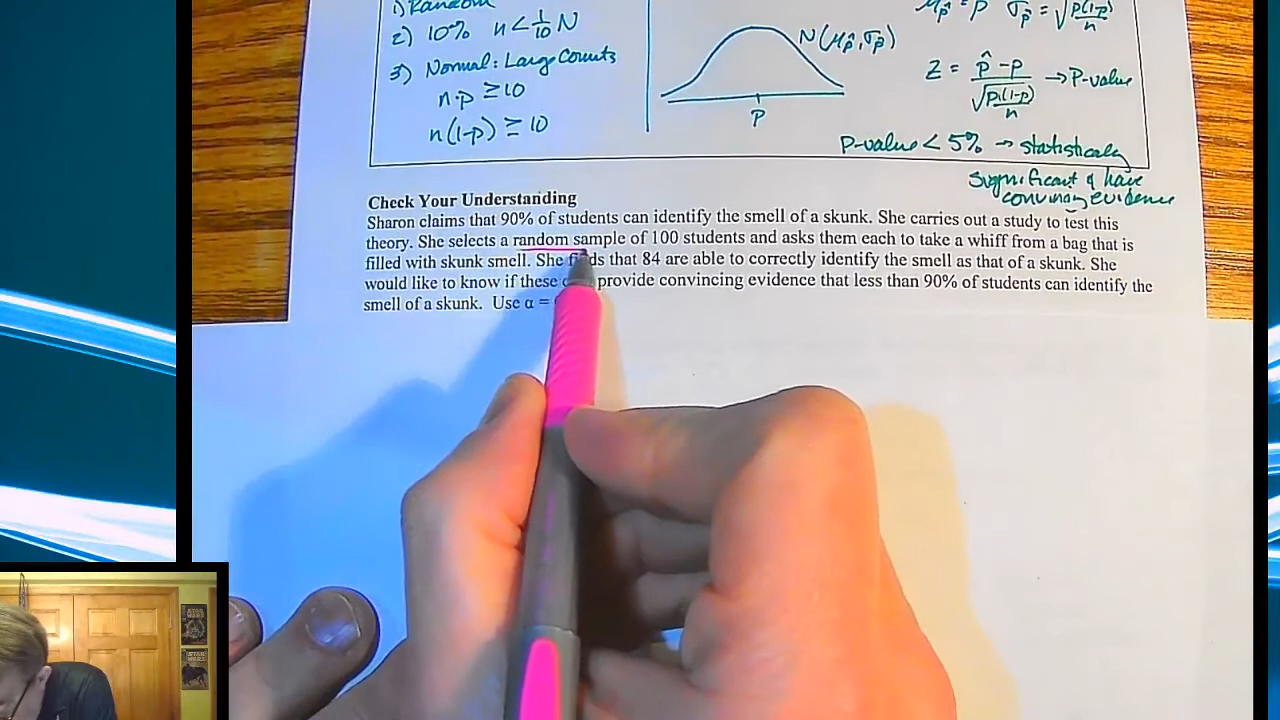 1) Random
2) 10% n < 1/10 N
3) Normal: Large Counts
n·p ≥ 10
n(1-p) ≥ 10
N(μp̂, σp̂)
p
μp̂ = p σp̂ = √p(1-p)/n
Z = p̂ - p / √p(1-p)/n → P-value
P-value < 5% → statistically
significant & have
convincing evidence
Check Your Understanding
Sharon claims that 90% of students can identify the smell of a skunk. She carries out a study to test this
theory. She selects a random sample of 100 students and asks them each to take a whiff from a bag that is
filled with skunk smell. She finds that 84 are able to correctly identify the smell as that of a skunk. She
would like to know if these provide convincing evidence that less than 90% of students can identify the
smell of a skunk. Use α =
STAR
WARS
STAR
WARS